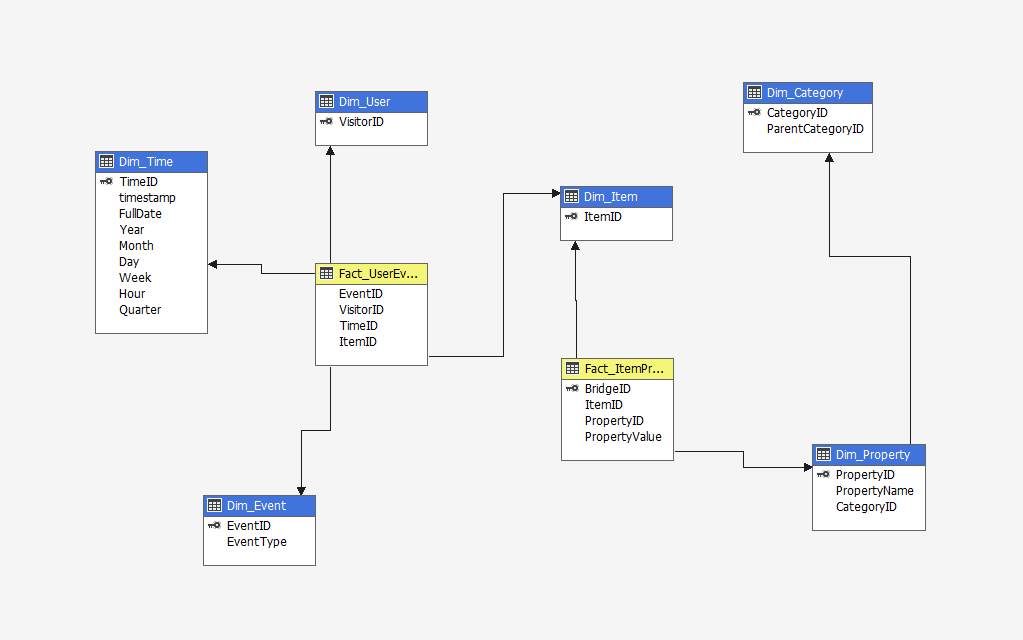 Dim_User
VisitorID
Dim_Category
CategoryID
ParentCategoryID
Dim_Time
TimeID
timestamp
FullDate
Year
Month
Day
Week
Hour
Quarter
Dim_Item
ItemID
Fact_UserEv...
EventID
VisitorID
TimeID
ItemID
Fact_ItemPr...
BridgeID
ItemID
PropertyID
PropertyValue
Dim_Property
PropertyID
PropertyName
CategoryID
Dim_Event
EventID
EventType